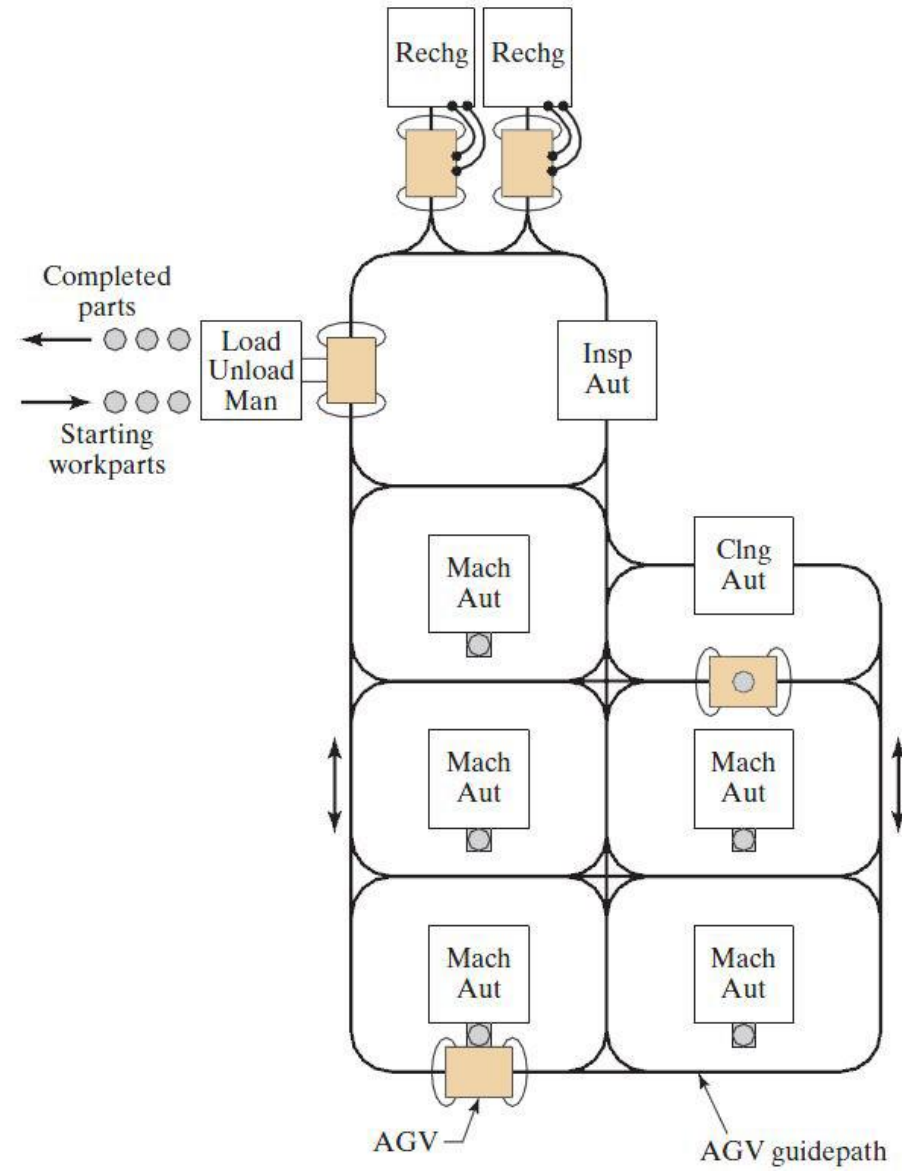 Rechg
Rechg
Completed
parts
Load
Unload
Man
Insp
Aut
Starting
workparts
Clng
Aut
Mach
Aut
Mach
Aut
Mach
Aut
Mach
Aut
Mach
Aut
AGV
AGV guidepath